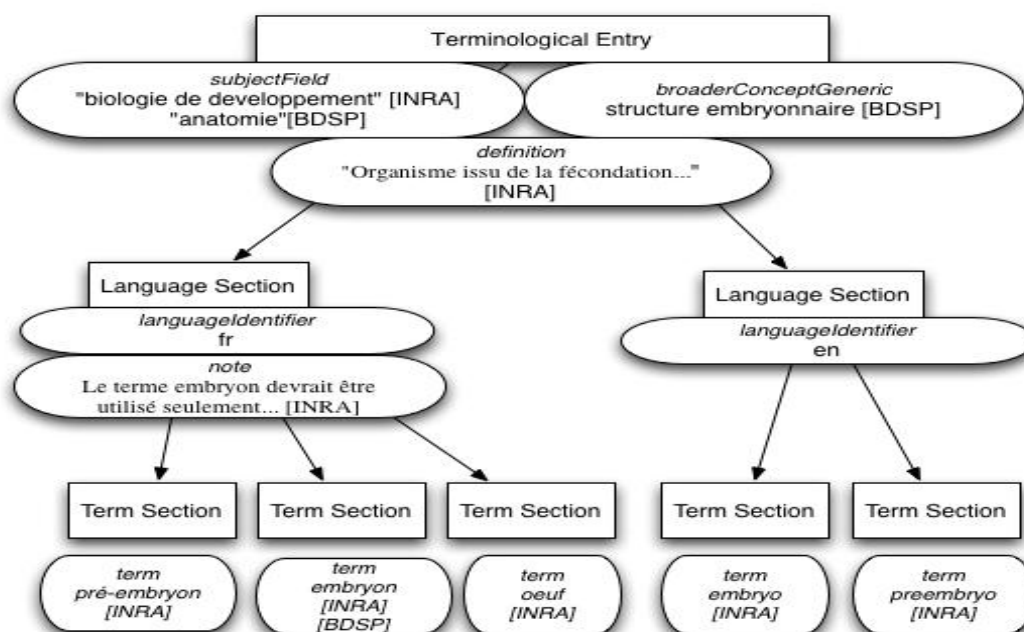 Terminological Entry
subjectField
"biologie de developpement" [INRA]
"anatomie"[BDSP]
broaderConceptGeneric
structure embryonnaire [BDSP]
definition
"Organisme issu de la fécondation..."
[INRA]
Language Section
languageIdentifier
fr
note
Le terme embryon devrait être
utilisé seulement... [INRA]
Language Section
languageIdentifier
en
Term Section
Term Section
Term Section
Term Section
Term Section
term
pré-embryon
[INRA]
term
embryon
[INRA]
[BDSP]
term
oeuf
[INRA]
term
embryo
[INRA]
term
preembryo
[INRA]